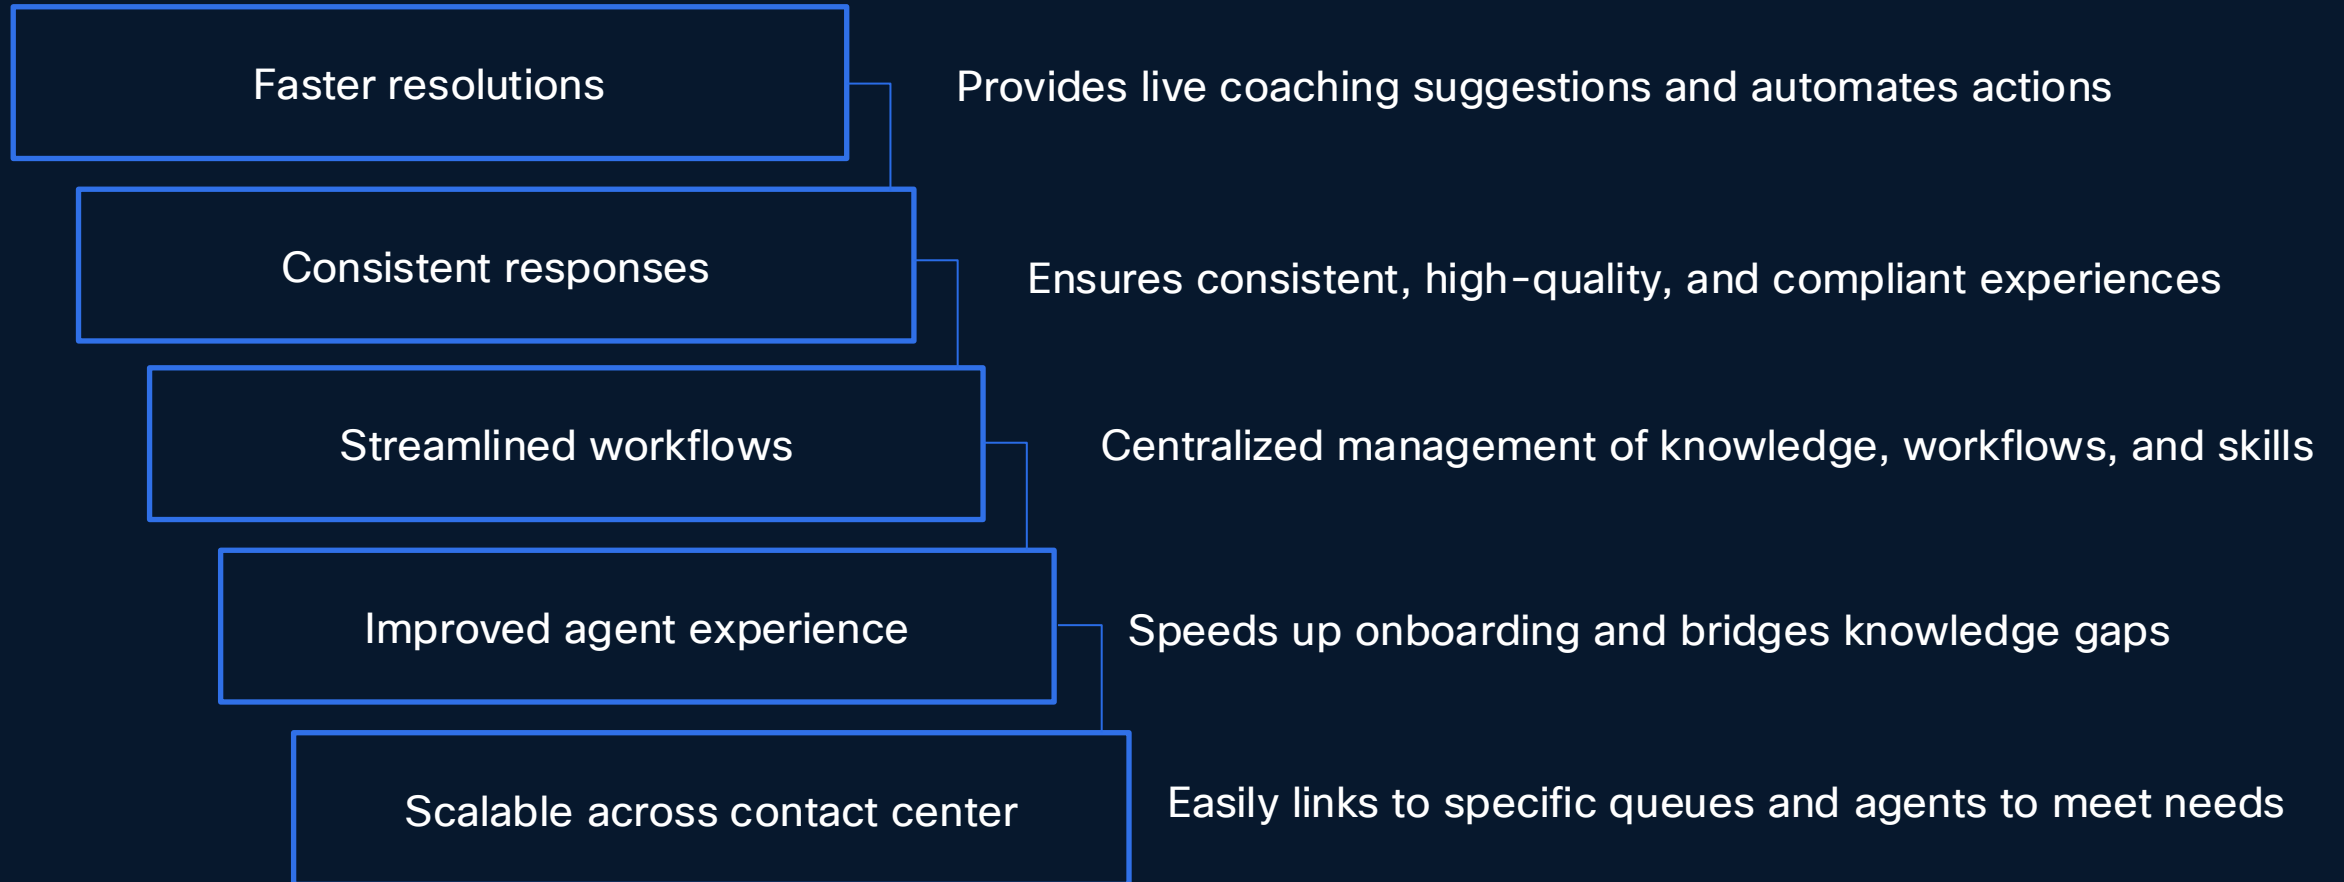 Faster resolutions
Provides live coaching suggestions and automates actions
Consistent responses
Ensures consistent, high-quality, and compliant experiences
Streamlined workflows
Centralized management of knowledge, workflows, and skills
Improved agent experience
Speeds up onboarding and bridges knowledge gaps
Scalable across contact center
Easily links to specific queues and agents to meet needs